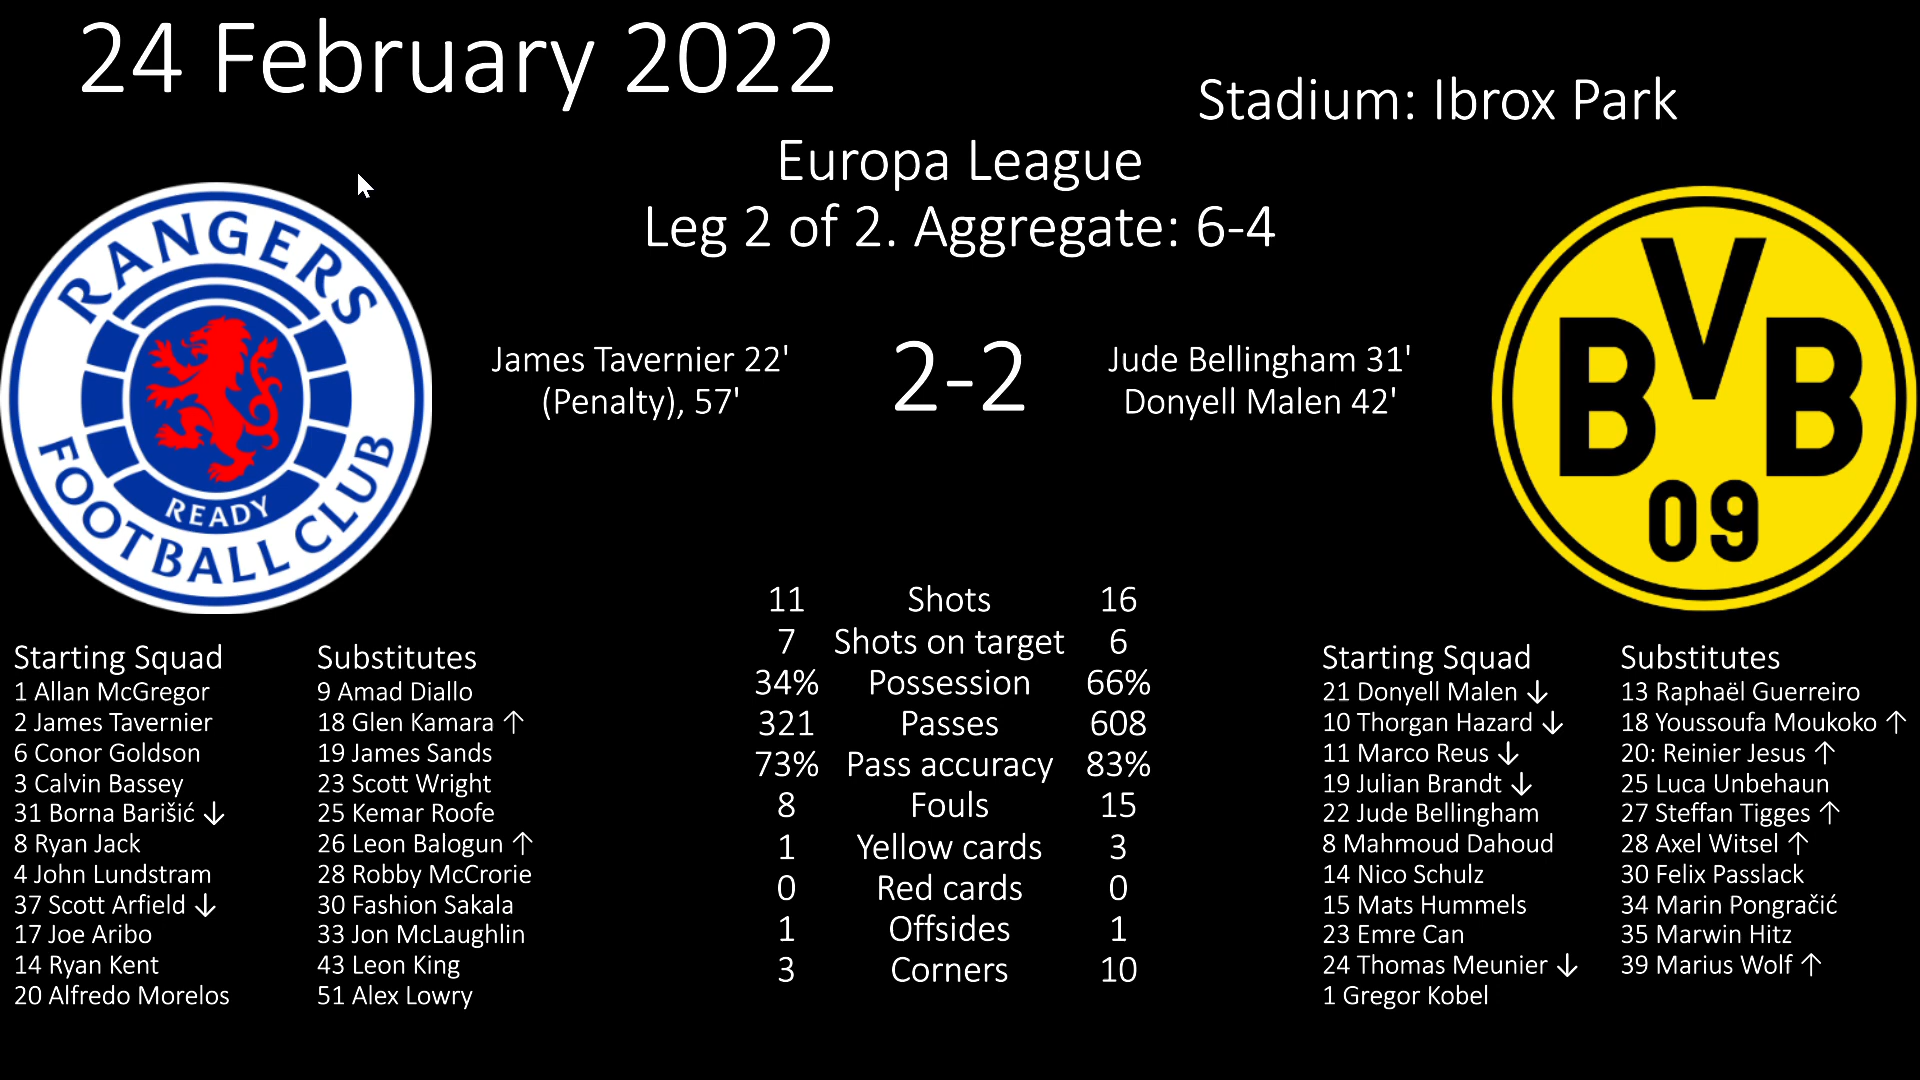 24 February 2022
Stadium: Ibrox Park
Europa League
Leg 2 of 2. Aggregate: 6-4
RANGERS
FOOTBALL CLUB
READY
James Tavernier 22'
(Penalty), 57'
2-2
Jude Bellingham 31'
Donyell Malen 42'
BVB
09
11 Shots 16
7 Shots on target 6
34% Possession 66%
321 Passes 608
73% Pass accuracy 83%
8 Fouls 15
1 Yellow cards 3
0 Red cards 0
1 Offsides 1
3 Corners 10
Starting Squad
1 Allan McGregor
2 James Tavernier
6 Conor Goldson
3 Calvin Bassey
31 Borna Barišić ↓
8 Ryan Jack
4 John Lundstram
37 Scott Arfield ↓
17 Joe Aribo
14 Ryan Kent
20 Alfredo Morelos
Substitutes
9 Amad Diallo
18 Glen Kamara ↑
19 James Sands
23 Scott Wright
25 Kemar Roofe
26 Leon Balogun ↑
28 Robby McCrorie
30 Fashion Sakala
33 Jon McLaughlin
43 Leon King
51 Alex Lowry
Starting Squad
21 Donyell Malen ↓
10 Thorgan Hazard ↓
11 Marco Reus ↓
19 Julian Brandt ↓
22 Jude Bellingham
8 Mahmoud Dahoud
14 Nico Schulz
15 Mats Hummels
23 Emre Can
24 Thomas Meunier ↓
1 Gregor Kobel
Substitutes
13 Raphaël Guerreiro
18 Youssoufa Moukoko ↑
20: Reinier Jesus ↑
25 Luca Unbehaun
27 Steffan Tigges ↑
28 Axel Witsel ↑
30 Felix Passlack
34 Marin Pongračić
35 Marwin Hitz
39 Marius Wolf ↑